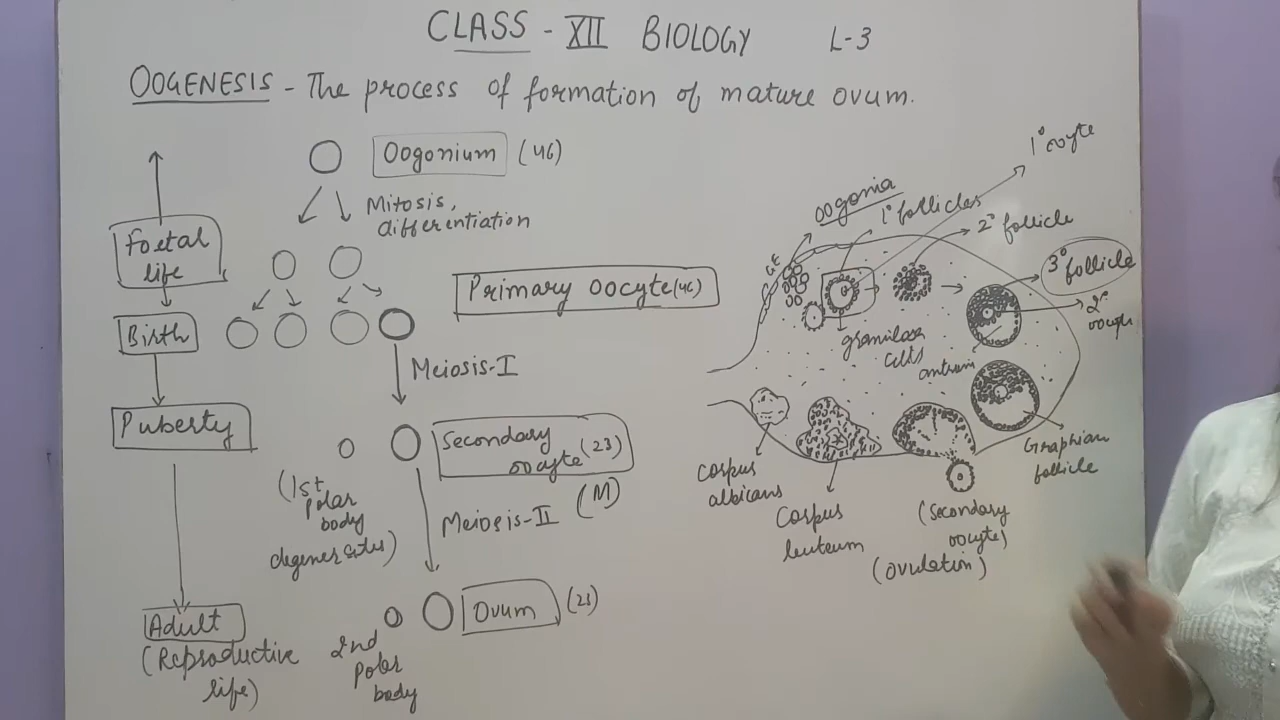 CLASS - XII BIOLOGY L-3
OOGENESIS - The process of formation of mature ovum.
Oogonium (46)
Mitosis,
differentiation
Foetal
life
Primary oocyte (46)
Birth
Meiosis-I
Puberty
Secondary
oocyte (23)
(M)
(1st
polar
body
degenerates)
Meiosis-II
Adult
(Reproductive
life)
Ovum (23)
2nd
polar
body
1° oocyte
oogonia
1° follicles
2° follicle
GE
3° follicle
2°
granulosa
cells
antrum
Graphian
follicle
corpus
albicans
corpus
leuteum
(secondary
oocyte)
(ovulation)